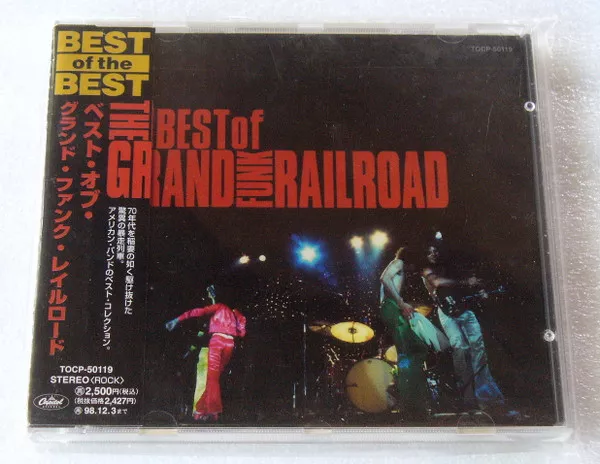 BEST
of the
BEST
ベスト・オブ・
グランド・ファンク・レイルロード
70年代を稲妻の如く駆け抜けた
驚異の暴走列車。
アメリカン・バンドのベスト・コレクション。
TOCP-50119
STEREO〈ROCK〉
2,500円(税込)
(税抜価格2,427円)
98.12.3まで
Capitol
TOCP-50119
THE BEST of
GRAND FUNK RAILROAD